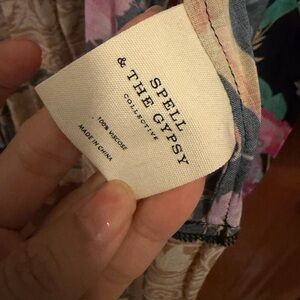 SPELL
& THE GYPSY
COLLECTIVE
100% VISCOSE
MADE IN CHINA